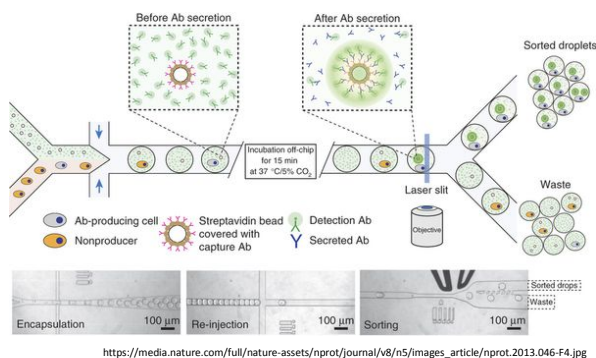 Before Ab secretion
After Ab secretion
Sorted droplets
Incubation off-chip
for 15 min
at 37 °C/5% CO2
Laser slit
Objective
Waste
Ab-producing cell
Nonproducer
Streptavidin bead
covered with
capture Ab
Detection Ab
Secreted Ab
Encapsulation
100 µm
Re-injection
100 µm
Sorting
100 µm
Sorted drops
Waste
https://media.nature.com/full/nature-assets/nprot/journal/v8/n5/images_article/nprot.2013.046-F4.jpg